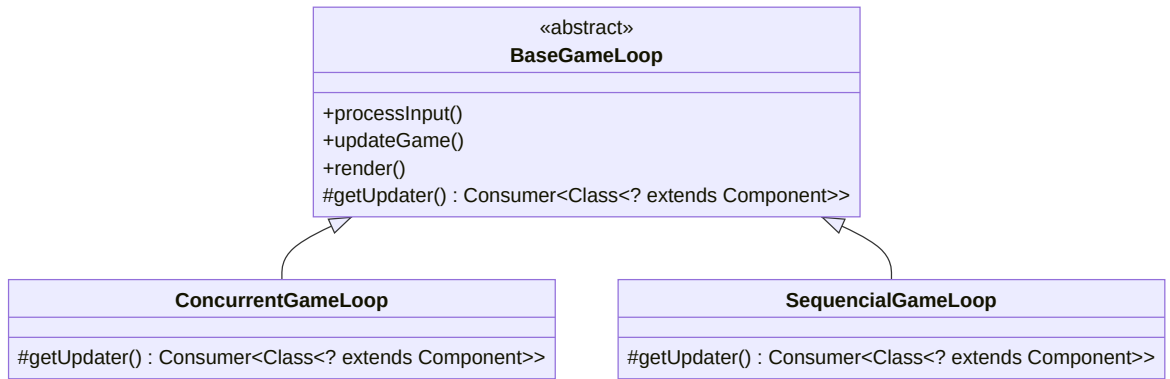 «abstract»
BaseGameLoop
+processInput()
+updateGame()
+render()
#getUpdater() : Consumer<Class<? extends Component>>
ConcurrentGameLoop
#getUpdater() : Consumer<Class<? extends Component>>
SequencialGameLoop
#getUpdater() : Consumer<Class<? extends Component>>